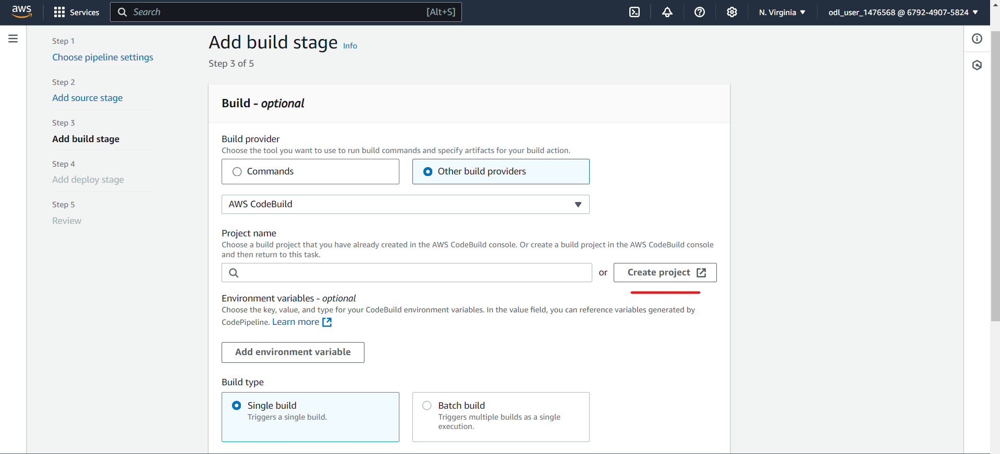 aws
Services
Search
[Alt+S]
N. Virginia
odl_user_1476568 @ 6792-4907-5824
Step 1
Choose pipeline settings
Step 2
Add source stage
Step 3
Add build stage
Step 4
Add deploy stage
Step 5
Review
Add build stage Info
Step 3 of 5
Build - optional
Build provider
Choose the tool you want to use to run build commands and specify artifacts for your build action.
Commands
Other build providers
AWS CodeBuild
Project name
Choose a build project that you have already created in the AWS CodeBuild console. Or create a build project in the AWS CodeBuild console
and then return to this task.
or
Create project
Environment variables - optional
Choose the key, value, and type for your CodeBuild environment variables. In the value field, you can reference variables generated by
CodePipeline. Learn more
Add environment variable
Build type
Single build
Triggers a single build.
Batch build
Triggers multiple builds as a single
execution.